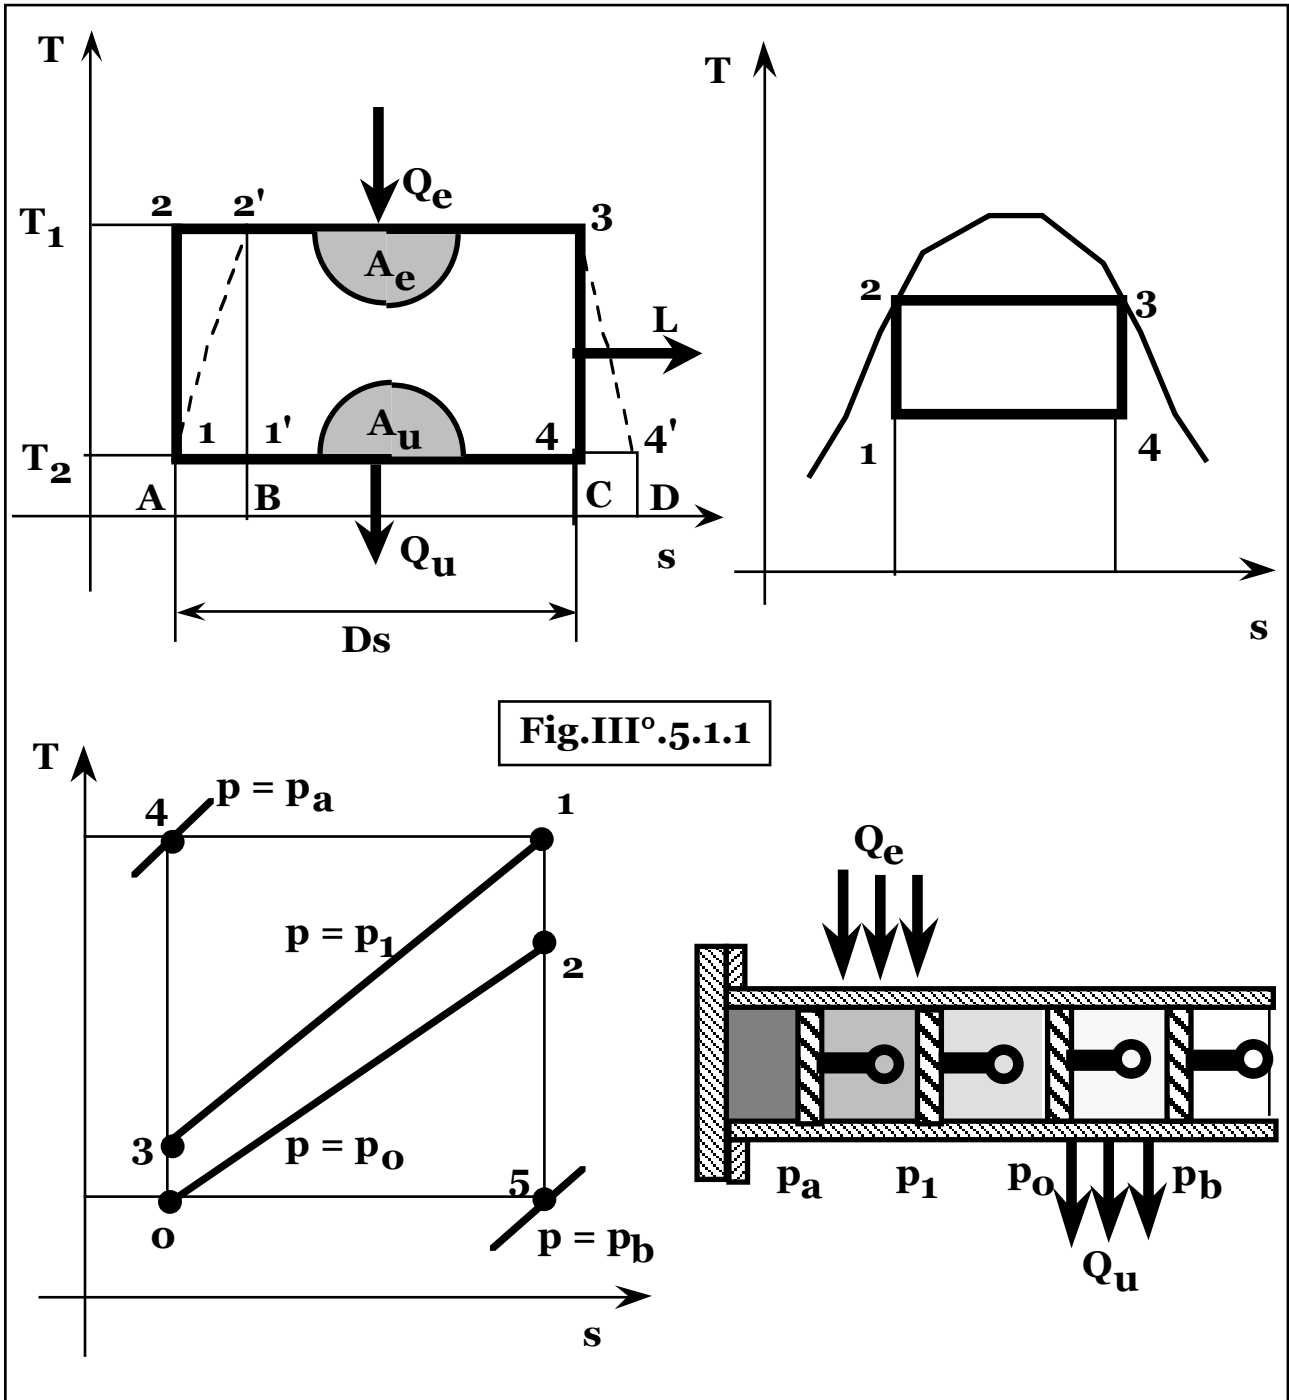 T
Qe
2 2' 3
T1
Ae
L
1 1' Au 4 4'
T2
A B C D
s
Qu
Ds
T
2 3
1 4
s
Fig.III°.5.1.1
T
4 p = pa 1
p = p1
2
3 p = po
5
0 p = pb
s
Qe
pa p1 po pb
Qu